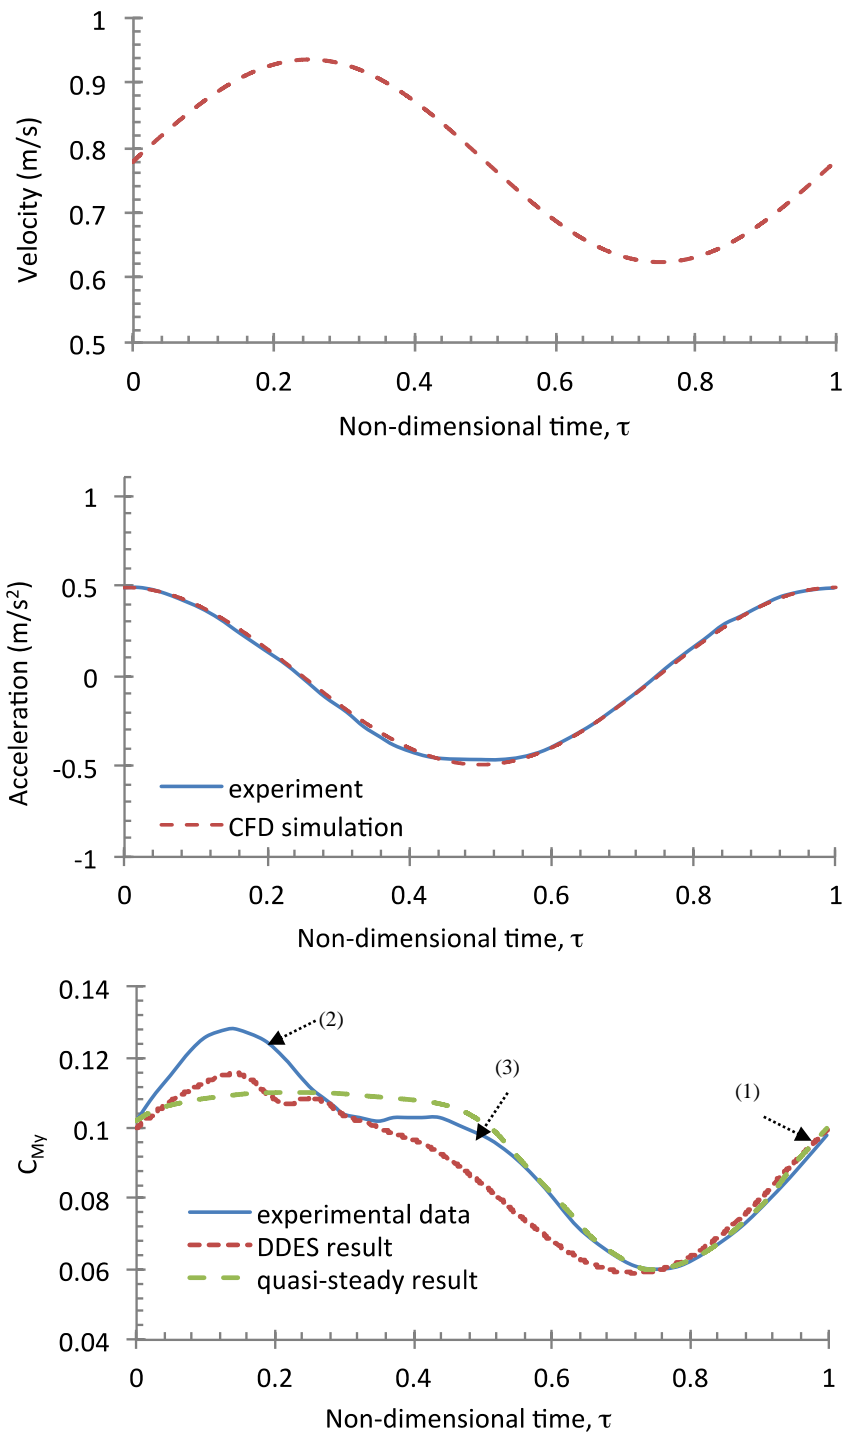 1
0.9
0.8
0.7
0.6
0.5
Velocity (m/s)
0 0.2 0.4 0.6 0.8 1
Non-dimensional time, τ
1
0.5
0
-0.5
-1
Acceleration (m/s²)
experiment
CFD simulation
0 0.2 0.4 0.6 0.8 1
Non-dimensional time, τ
0.14
0.12
0.1
0.08
0.06
0.04
C_My
(2)
(3)
(1)
experimental data
DDES result
quasi-steady result
0 0.2 0.4 0.6 0.8 1
Non-dimensional time, τ